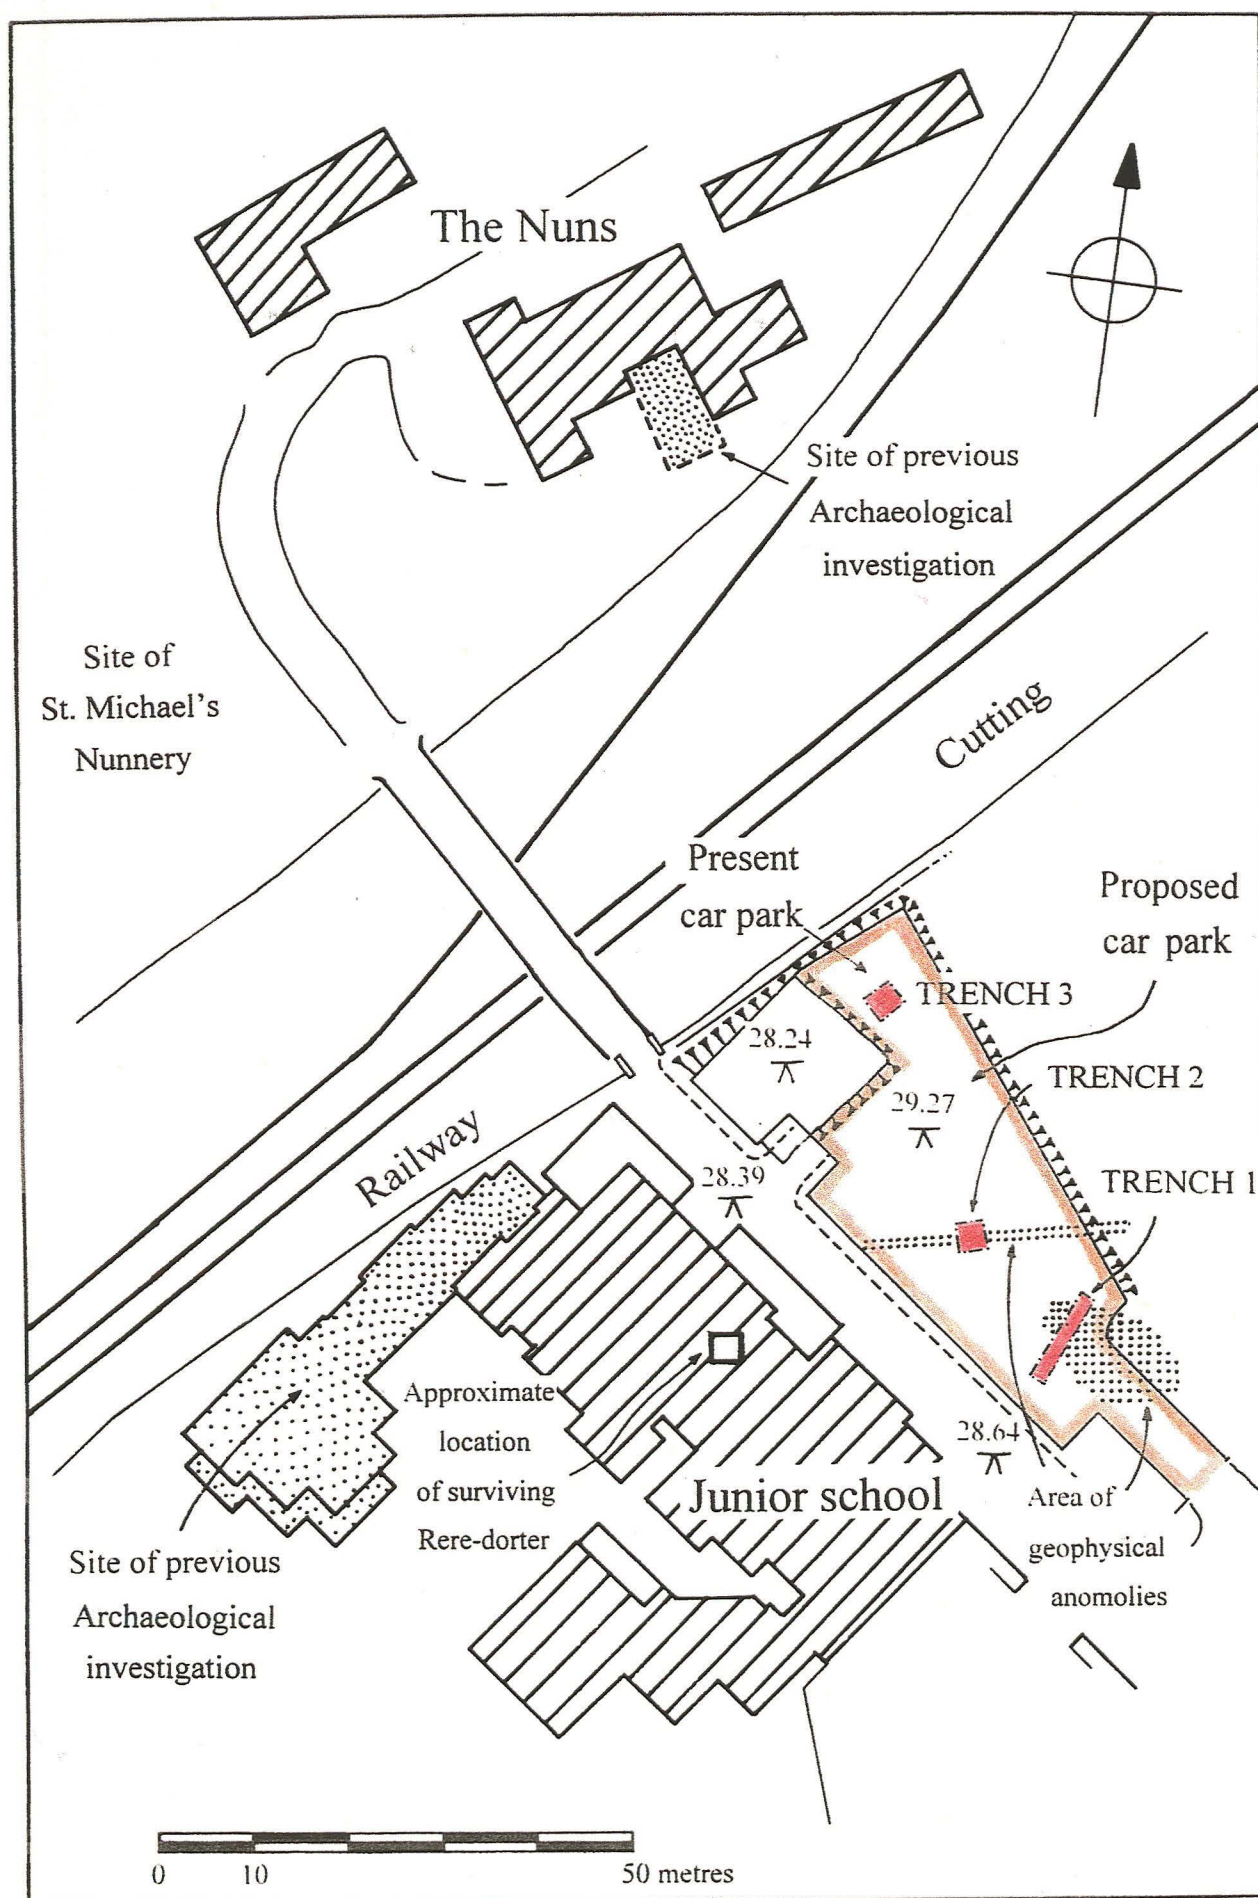 The Nuns
Site of previous
Archaeological
investigation
Site of
St. Michael's
Nunnery
Cutting
Present
car park
Proposed
car park
TRENCH 3
28.24
TRENCH 2
29.27
Railway
28.39
TRENCH 1
Approximate
location
of surviving
Rere-dorter
28.64
Junior school
Area of
geophysical
anomolies
Site of previous
Archaeological
investigation
0
10
50 metres